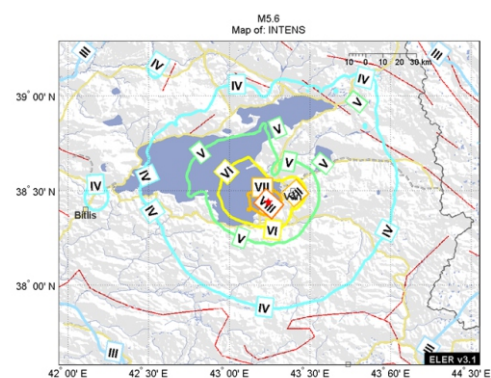 M5.6
Map of: INTENS
III
IV
IV
IV
III
10 0 10 20 30 km
39° 00' N
V
V
V
IV
VI
V
V
IV
VII
38° 30' N
IV
VIII
Bitlis
VI
V
IV
38° 00' N
IV
III
III
ELER v3.1
42° 00' E
42° 30' E
43° 00' E
43° 30' E
44° 00' E
44° 30' E